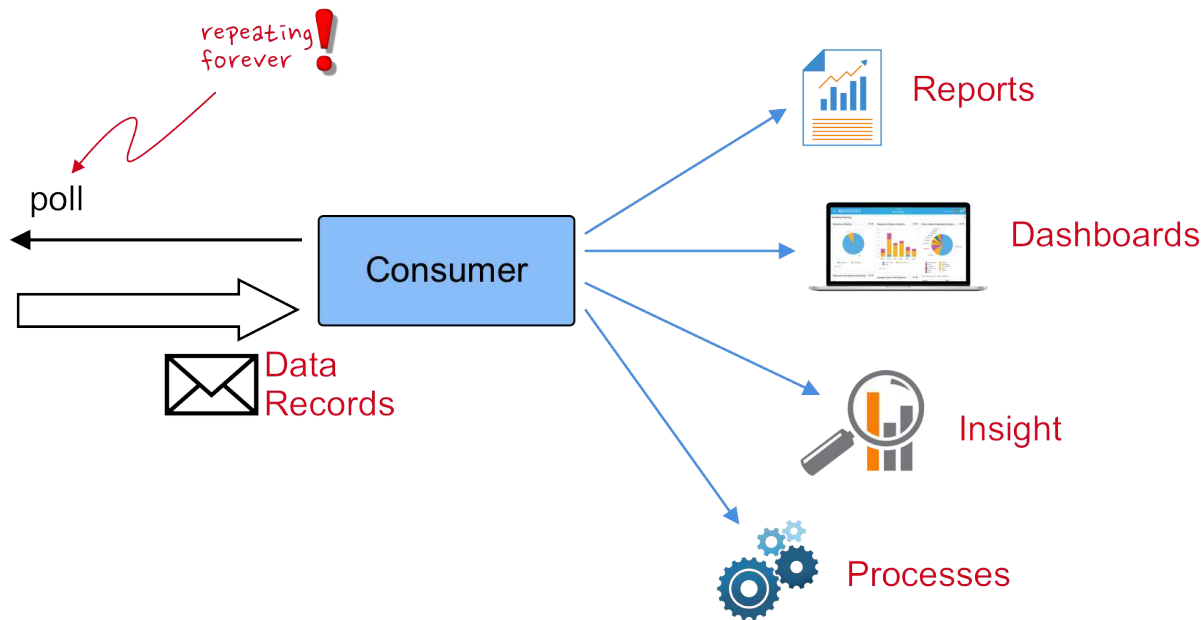 repeating
forever
poll
Consumer
Data
Records
Reports
Dashboards
Insight
Processes